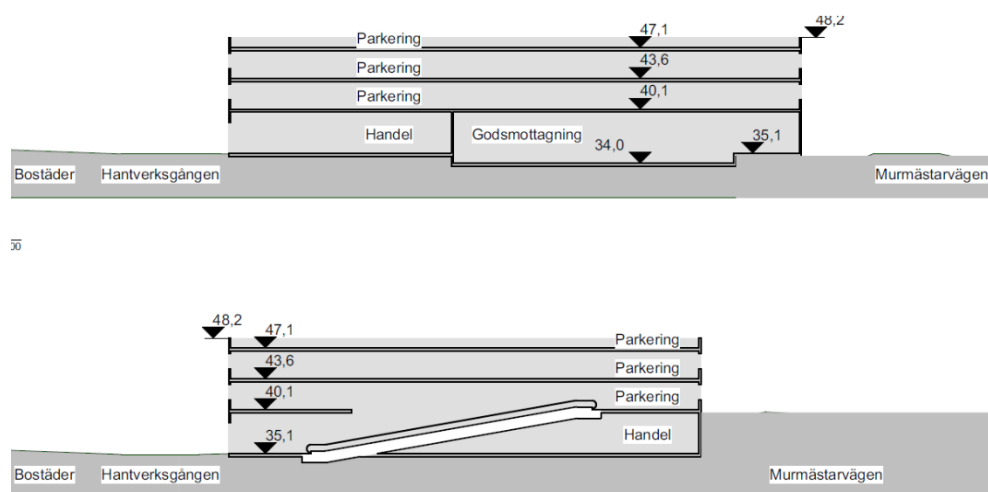 48,2
Parkering 47,1
Parkering 43,6
Parkering 40,1
Handel Godsmottagning 34,0 35,1
Bostäder Hantverksgången Murmästarvägen
00
48,2 47,1 Parkering
43,6 Parkering
40,1 Parkering
35,1 Handel
Bostäder Hantverksgången Murmästarvägen